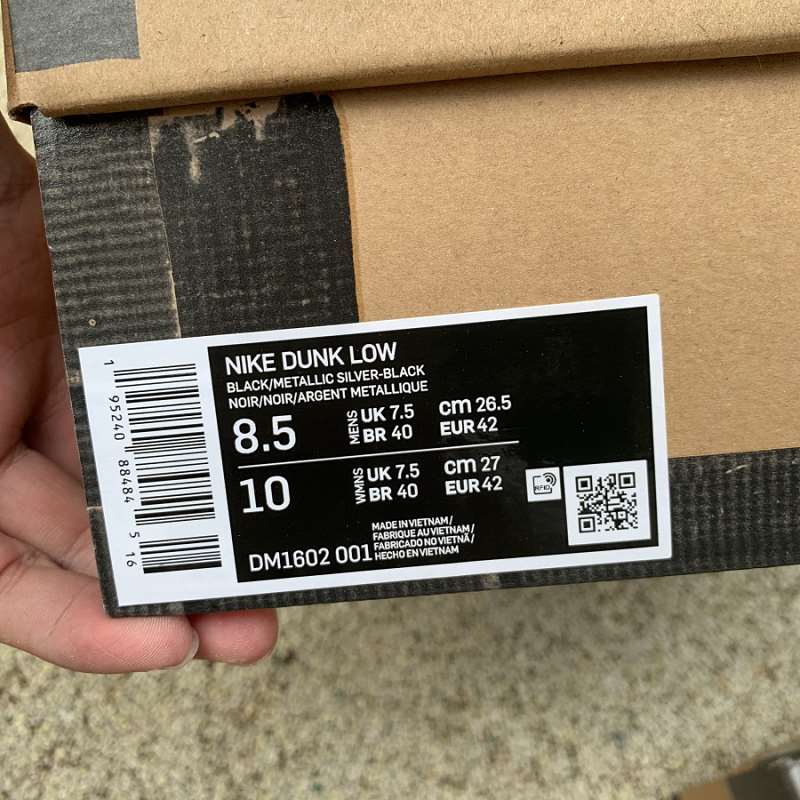 NIKE DUNK LOW
BLACK/METALLIC SILVER-BLACK
NOIR/NOIR/ARGENT METALLIQUE
8.5 MENS UK 7.5 cm 26.5
BR 40 EUR 42
10 WMNS UK 7.5 cm 27
BR 40 EUR 42
RFID
DM1602 001
MADE IN VIETNAM/
FABRIQUE AU VIETNAM/
FABRICADO NO VIETNÃ/
HECHO EN VIETNAM
1 95240 88484 5 16